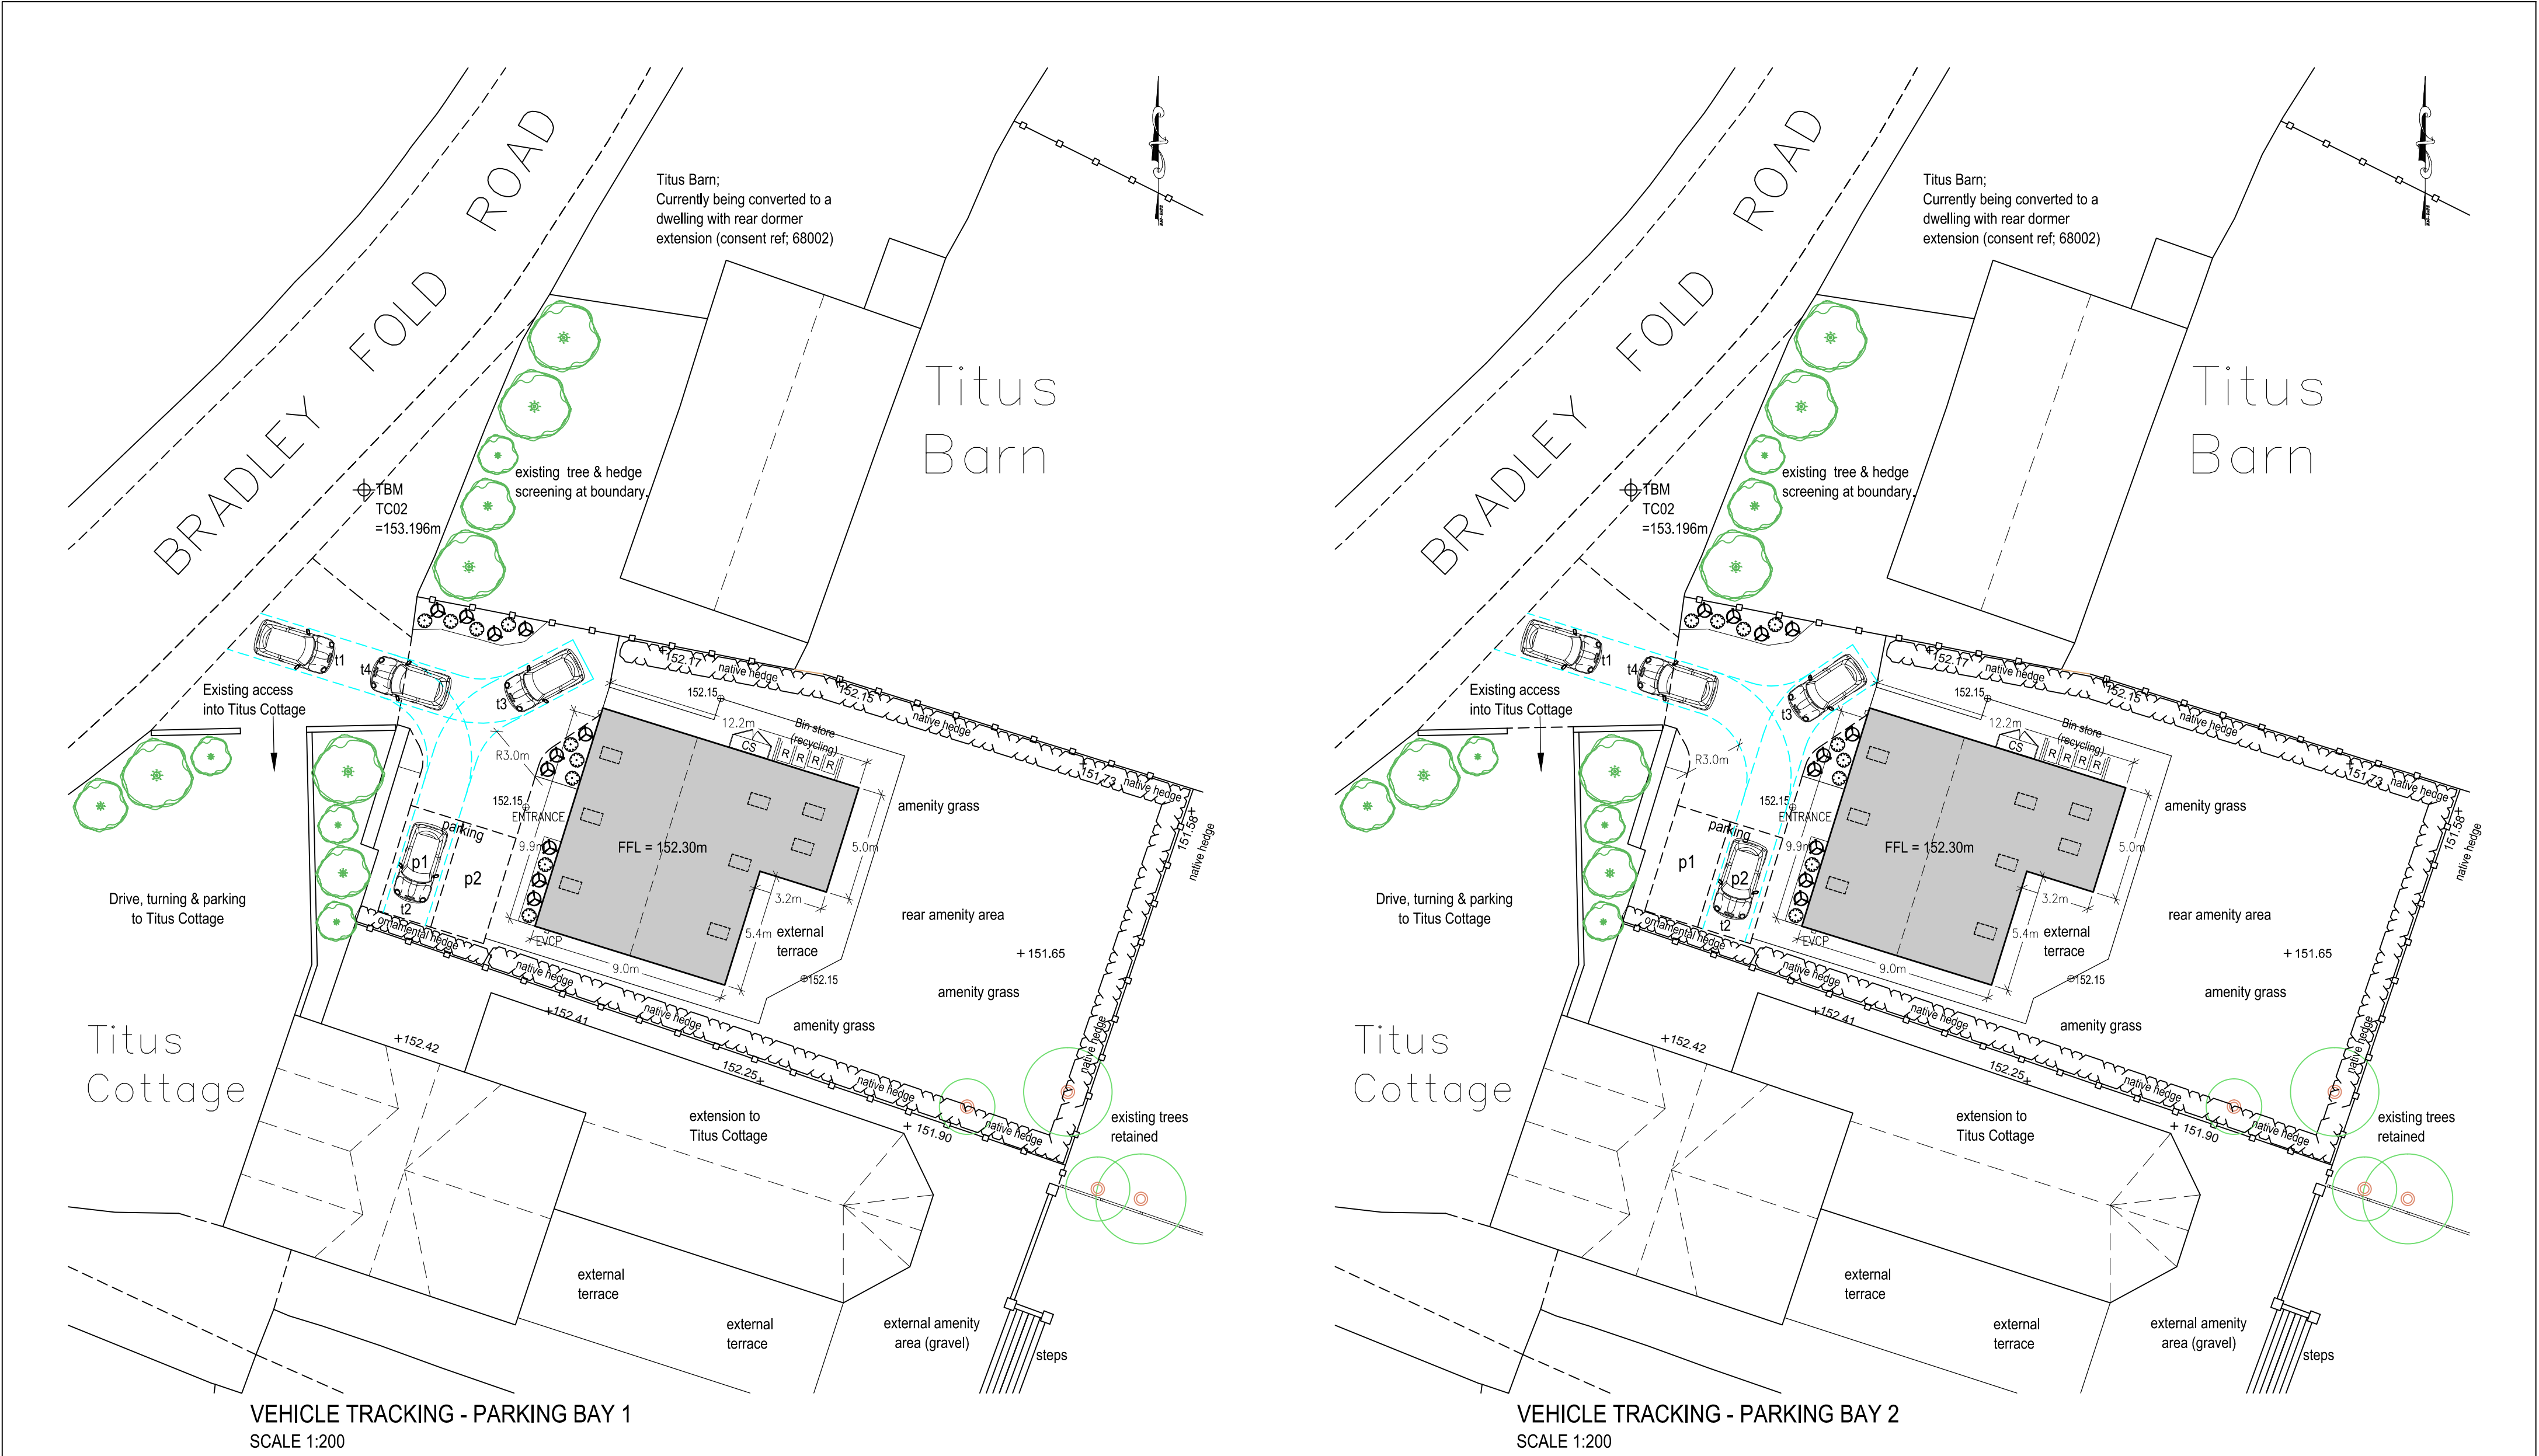 BRADLEY FOLD ROAD
Titus Barn;
Currently being converted to a
dwelling with rear dormer
extension (consent ref; 68002)
Titus
Barn
existing tree & hedge
screening at boundary.
TBM
TC02
=153.196m
t1
t4
t3
Existing access
into Titus Cottage
152.17
native hedge
152.15
152.15
native hedge
12.2m
Bin store
(recycling)
CS
R R R R
151.73
native hedge
R3.0m
152.15
ENTRANCE
amenity grass
151.58
native hedge
parking
p1
p2
t2
9.9m
FFL = 152.30m
5.0m
3.2m
5.4m
external
terrace
rear amenity area
151.65
Drive, turning & parking
to Titus Cottage
ornamental hedge
EVCP
9.0m
native hedge
152.15
amenity grass
native hedge
amenity grass
native hedge
152.41
Titus
Cottage
152.42
152.25
native hedge
151.90
native hedge
extension to
Titus Cottage
existing trees
retained
external
terrace
external
terrace
external amenity
area (gravel)
steps
VEHICLE TRACKING - PARKING BAY 1
SCALE 1:200
BRADLEY FOLD ROAD
Titus Barn;
Currently being converted to a
dwelling with rear dormer
extension (consent ref; 68002)
Titus
Barn
existing tree & hedge
screening at boundary.
TBM
TC02
=153.196m
t1
t4
t3
Existing access
into Titus Cottage
152.17
native hedge
152.15
152.15
native hedge
12.2m
Bin store
(recycling)
CS
R R R R
151.73
native hedge
R3.0m
152.15
ENTRANCE
amenity grass
151.58
native hedge
parking
p1
p2
t2
9.9m
FFL = 152.30m
5.0m
3.2m
5.4m
external
terrace
rear amenity area
151.65
Drive, turning & parking
to Titus Cottage
ornamental hedge
EVCP
9.0m
native hedge
152.15
amenity grass
native hedge
amenity grass
native hedge
152.41
Titus
Cottage
152.42
152.25
native hedge
151.90
native hedge
extension to
Titus Cottage
existing trees
retained
external
terrace
external
terrace
external amenity
area (gravel)
steps
VEHICLE TRACKING - PARKING BAY 2
SCALE 1:200